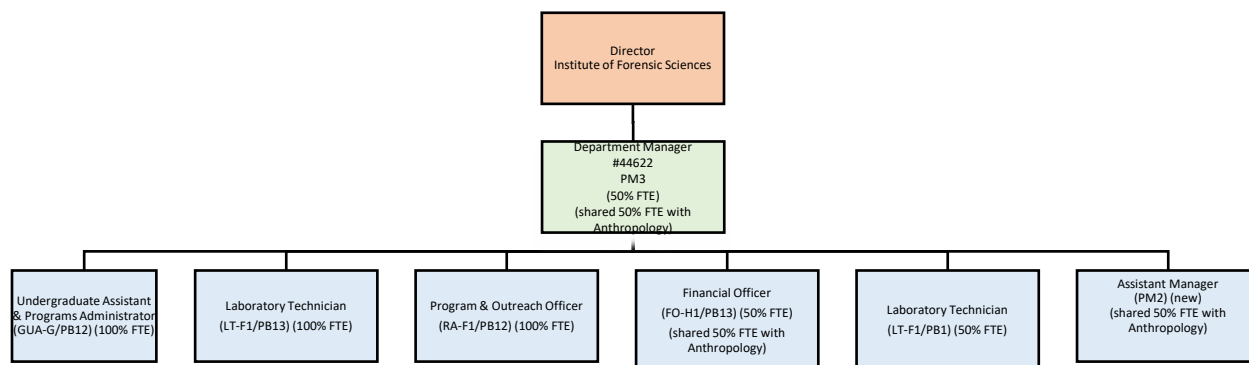 Director
Institute of Forensic Sciences
Department Manager
#44622
PM3
(50% FTE)
(shared 50% FTE with
Anthropology)
Undergraduate Assistant
& Programs Administrator
(GUA-G/PB12) (100% FTE)
Laboratory Technician
(LT-F1/PB13) (100% FTE)
Program & Outreach Officer
(RA-F1/PB12) (100% FTE)
Financial Officer
(FO-H1/PB13) (50% FTE)
(shared 50% FTE with
Anthropology)
Laboratory Technician
(LT-F1/PB1) (50% FTE)
Assistant Manager
(PM2) (new)
(shared 50% FTE with
Anthropology)